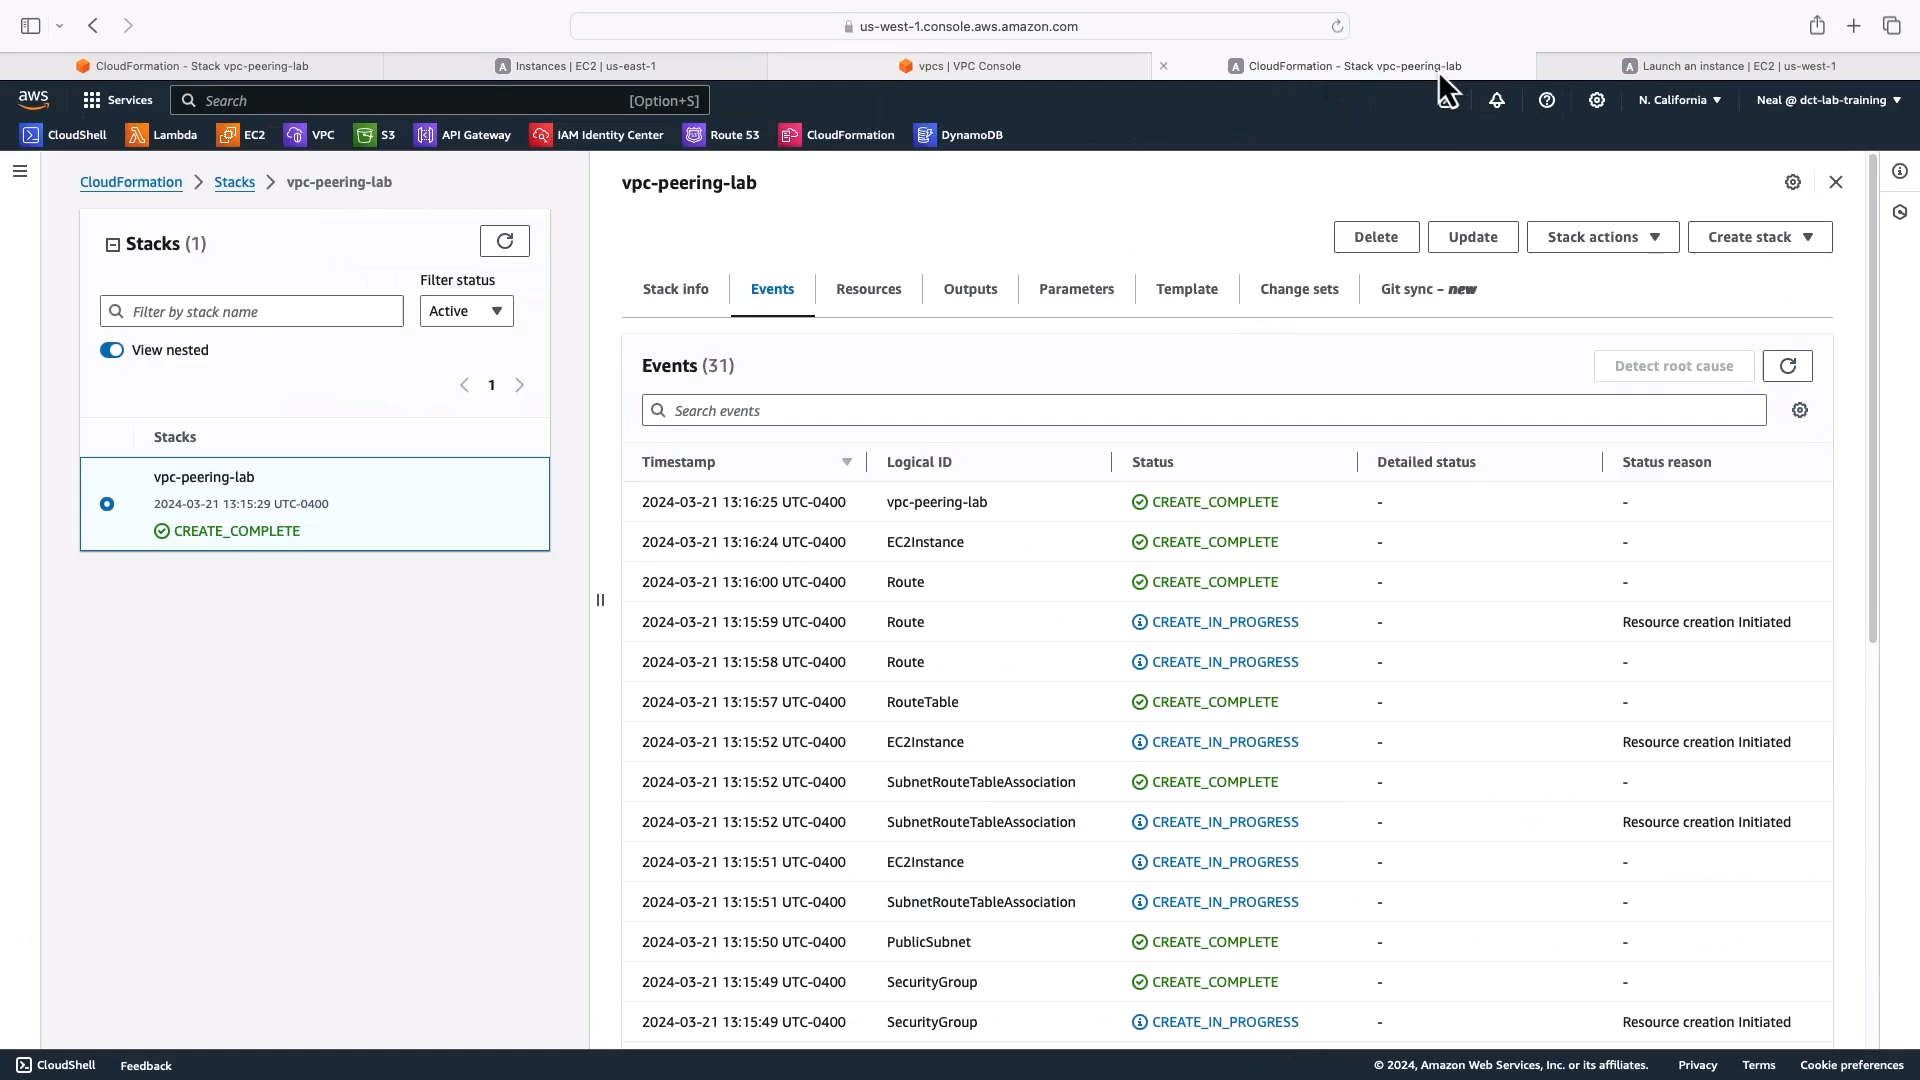 us-west-1.console.aws.amazon.com
CloudFormation - Stack vpc-peering-lab
Instances | EC2 | us-east-1
vpcs | VPC Console
CloudFormation - Stack vpc-peering-lab
Launch an instance | EC2 | us-west-1
aws
Services
Search
[Option+S]
N. California
Neal @ dct-lab-training
CloudShell
Lambda
EC2
VPC
S3
API Gateway
IAM Identity Center
Route 53
CloudFormation
DynamoDB
CloudFormation > Stacks > vpc-peering-lab
Stacks (1)
Filter status
Filter by stack name
Active
View nested
1
Stacks
vpc-peering-lab
2024-03-21 13:15:29 UTC-0400
CREATE_COMPLETE
vpc-peering-lab
Delete
Update
Stack actions
Create stack
Stack info
Events
Resources
Outputs
Parameters
Template
Change sets
Git sync - new
Events (31)
Detect root cause
Search events
Timestamp Logical ID Status Detailed status Status reason
2024-03-21 13:16:25 UTC-0400 vpc-peering-lab CREATE_COMPLETE - -
2024-03-21 13:16:24 UTC-0400 EC2Instance CREATE_COMPLETE - -
2024-03-21 13:16:00 UTC-0400 Route CREATE_COMPLETE - -
2024-03-21 13:15:59 UTC-0400 Route CREATE_IN_PROGRESS - Resource creation Initiated
2024-03-21 13:15:58 UTC-0400 Route CREATE_IN_PROGRESS - -
2024-03-21 13:15:57 UTC-0400 RouteTable CREATE_COMPLETE - -
2024-03-21 13:15:52 UTC-0400 EC2Instance CREATE_IN_PROGRESS - Resource creation Initiated
2024-03-21 13:15:52 UTC-0400 SubnetRouteTableAssociation CREATE_COMPLETE - -
2024-03-21 13:15:52 UTC-0400 SubnetRouteTableAssociation CREATE_IN_PROGRESS - Resource creation Initiated
2024-03-21 13:15:51 UTC-0400 EC2Instance CREATE_IN_PROGRESS - -
2024-03-21 13:15:51 UTC-0400 SubnetRouteTableAssociation CREATE_IN_PROGRESS - -
2024-03-21 13:15:50 UTC-0400 PublicSubnet CREATE_COMPLETE - -
2024-03-21 13:15:49 UTC-0400 SecurityGroup CREATE_COMPLETE - -
2024-03-21 13:15:49 UTC-0400 SecurityGroup CREATE_IN_PROGRESS - Resource creation Initiated
CloudShell
Feedback
© 2024, Amazon Web Services, Inc. or its affiliates.
Privacy
Terms
Cookie preferences